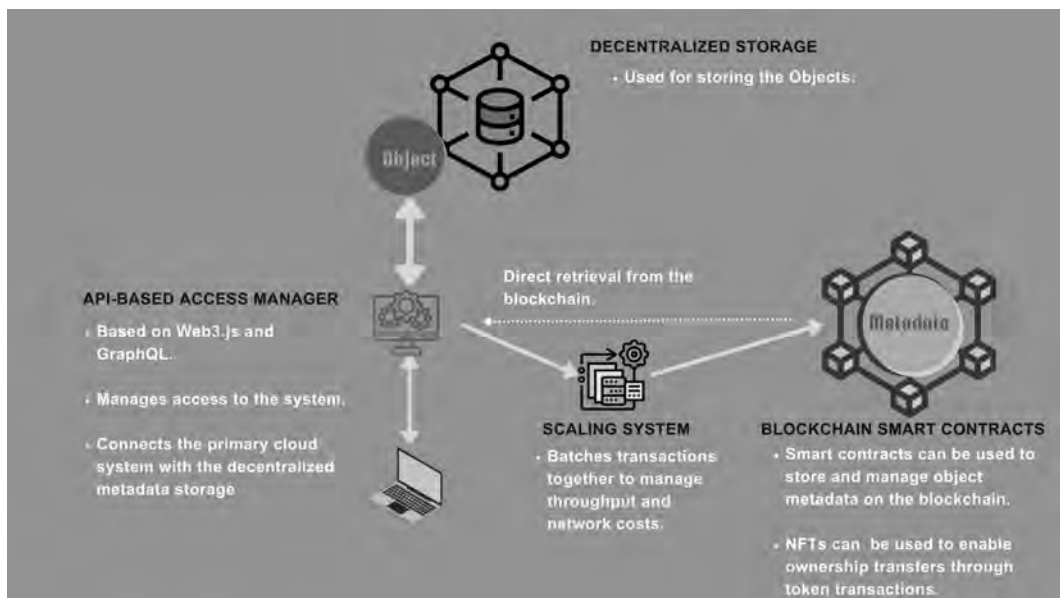 DECENTRALIZED STORAGE
• Used for storing the Objects.
Object
Direct retrieval from the
blockchain.
API-BASED ACCESS MANAGER
• Based on Web3.js and
GraphQL.
• Manages access to the system.
• Connects the primary cloud
system with the decentralized
metadata storage
Metadata
SCALING SYSTEM
• Batches transactions
together to manage
throughput and
network costs.
BLOCKCHAIN SMART CONTRACTS
• Smart contracts can be used to
store and manage object
metadata on the blockchain.
• NFTs can be used to enable
ownership transfers through
token transactions.